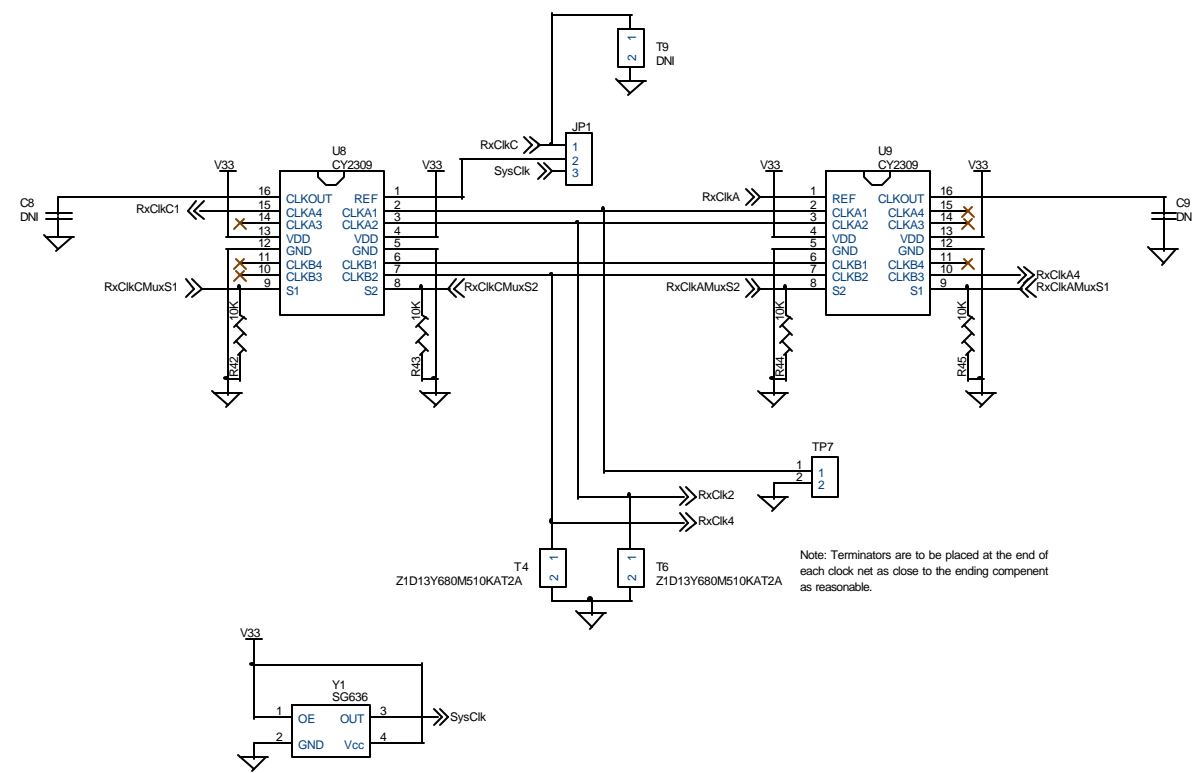 1
2
T9
DNI
JP1
RxClkC
1
2
3
SysClk
U8
CY2309
V33
V33
C8
DNI
RxClkC1
16
15
14
13
12
11
10
9
CLKOUT
CLKA4
CLKA3
VDD
GND
CLKB4
CLKB3
S1
REF
CLKA1
CLKA2
VDD
GND
CLKB1
CLKB2
S2
1
2
3
4
5
6
7
8
RxClkCMuxS1
RxClkCMuxS2
10K
R42
10K
R43
U9
CY2309
V33
V33
RxClkA
1
2
3
4
5
6
7
8
REF
CLKA1
CLKA2
VDD
GND
CLKB1
CLKB2
S2
CLKOUT
CLKA4
CLKA3
VDD
GND
CLKB4
CLKB3
S1
16
15
14
13
12
11
10
9
C9
DNI
RxClkA4
RxClkAMuxS2
RxClkAMuxS1
10K
R44
10K
R45
TP7
1
2
1
2
RxClk2
RxClk4
1
2
T4
Z1D13Y680M510KAT2A
1
2
T6
Z1D13Y680M510KAT2A
Note: Terminators are to be placed at the end of
each clock net as close to the ending compenent
as reasonable.
V33
Y1
SG636
1
2
OE
GND
OUT
Vcc
3
4
SysClk